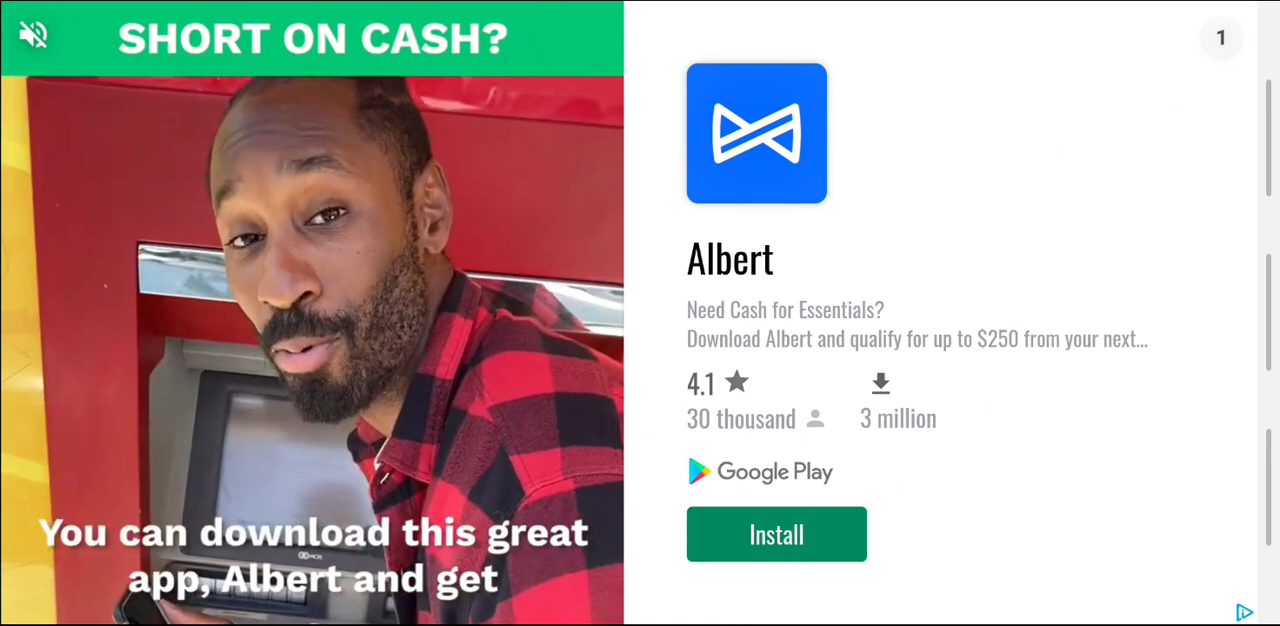 SHORT ON CASH?
You can download this great
app, Albert and get
1
Albert
Need Cash for Essentials?
Download Albert and qualify for up to $250 from your next...
4.1
30 thousand
3 million
Google Play
Install